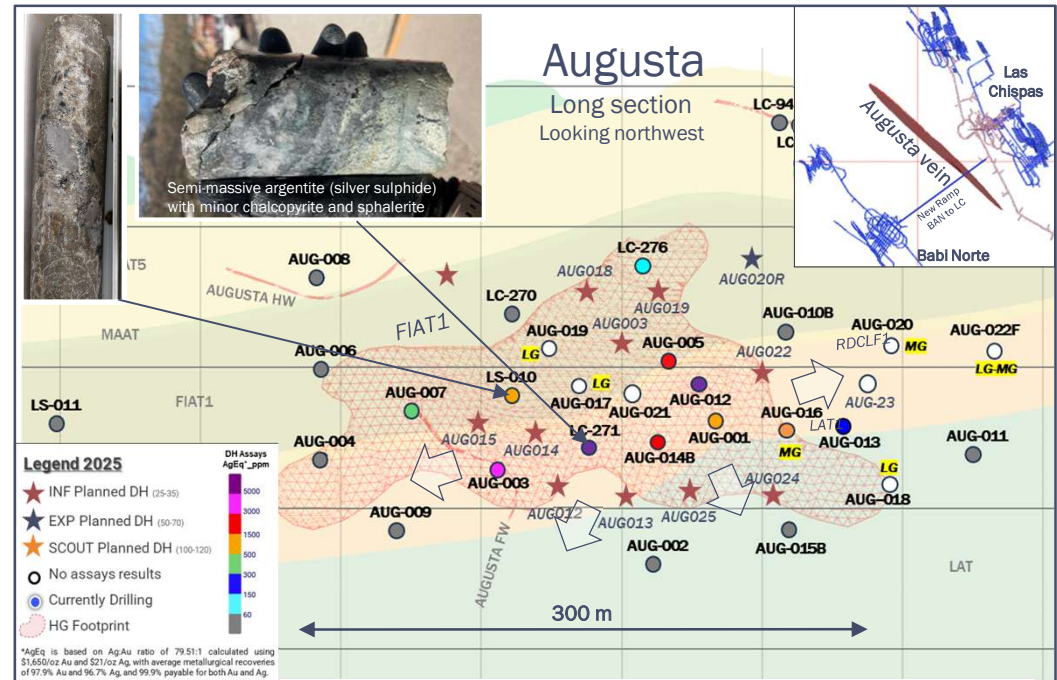 Augusta
Long section
Looking northwest
Semi-massive argentite (silver sulphide)
with minor chalcopyrite and sphalerite
LC-94
LC
Las
Chispas
Augusta vein
New Ramp
BAN to LC
Babi Norte
AT5
AUG-008
AUGUSTA HW
LC-276
AUG018
AUG019
AUG020R
LC-270
FIAT1
MAAT
AUG-019
LG
AUG003
AUG-005
AUG-010B
AUG022
AUG-020
RDCLF1
MG
AUG-022F
LG-MG
AUG-006
LS-010
AUG-007
LG
AUG-017
AUG-021
AUG-012
AUG-23
LS-011
FIAT1
AUG015
AUG014
LC-271
AUG-001
AUG-016
MG
LAT
AUG-013
AUG-011
AUG-004
AUG-003
AUG-014B
AUG024
LG
AUG-018
AUG-009
AUG012
AUG013
AUG025
AUGUSTA FW
AUG-002
AUG-015B
LAT
300 m
Legend 2025
INF Planned DH (25-35)
EXP Planned DH (50-70)
SCOUT Planned DH (100-120)
No assays results
Currently Drilling
HG Footprint
DH Assays
AgEq*_ppm
5000
3000
1500
500
300
150
60
*AgEq is based on Ag:Au ratio of 79.51:1 calculated using
$1,650/oz Au and $21/oz Ag, with average metallurgical recoveries
of 97.9% Au and 96.7% Ag, and 99.9% payable for both Au and Ag.